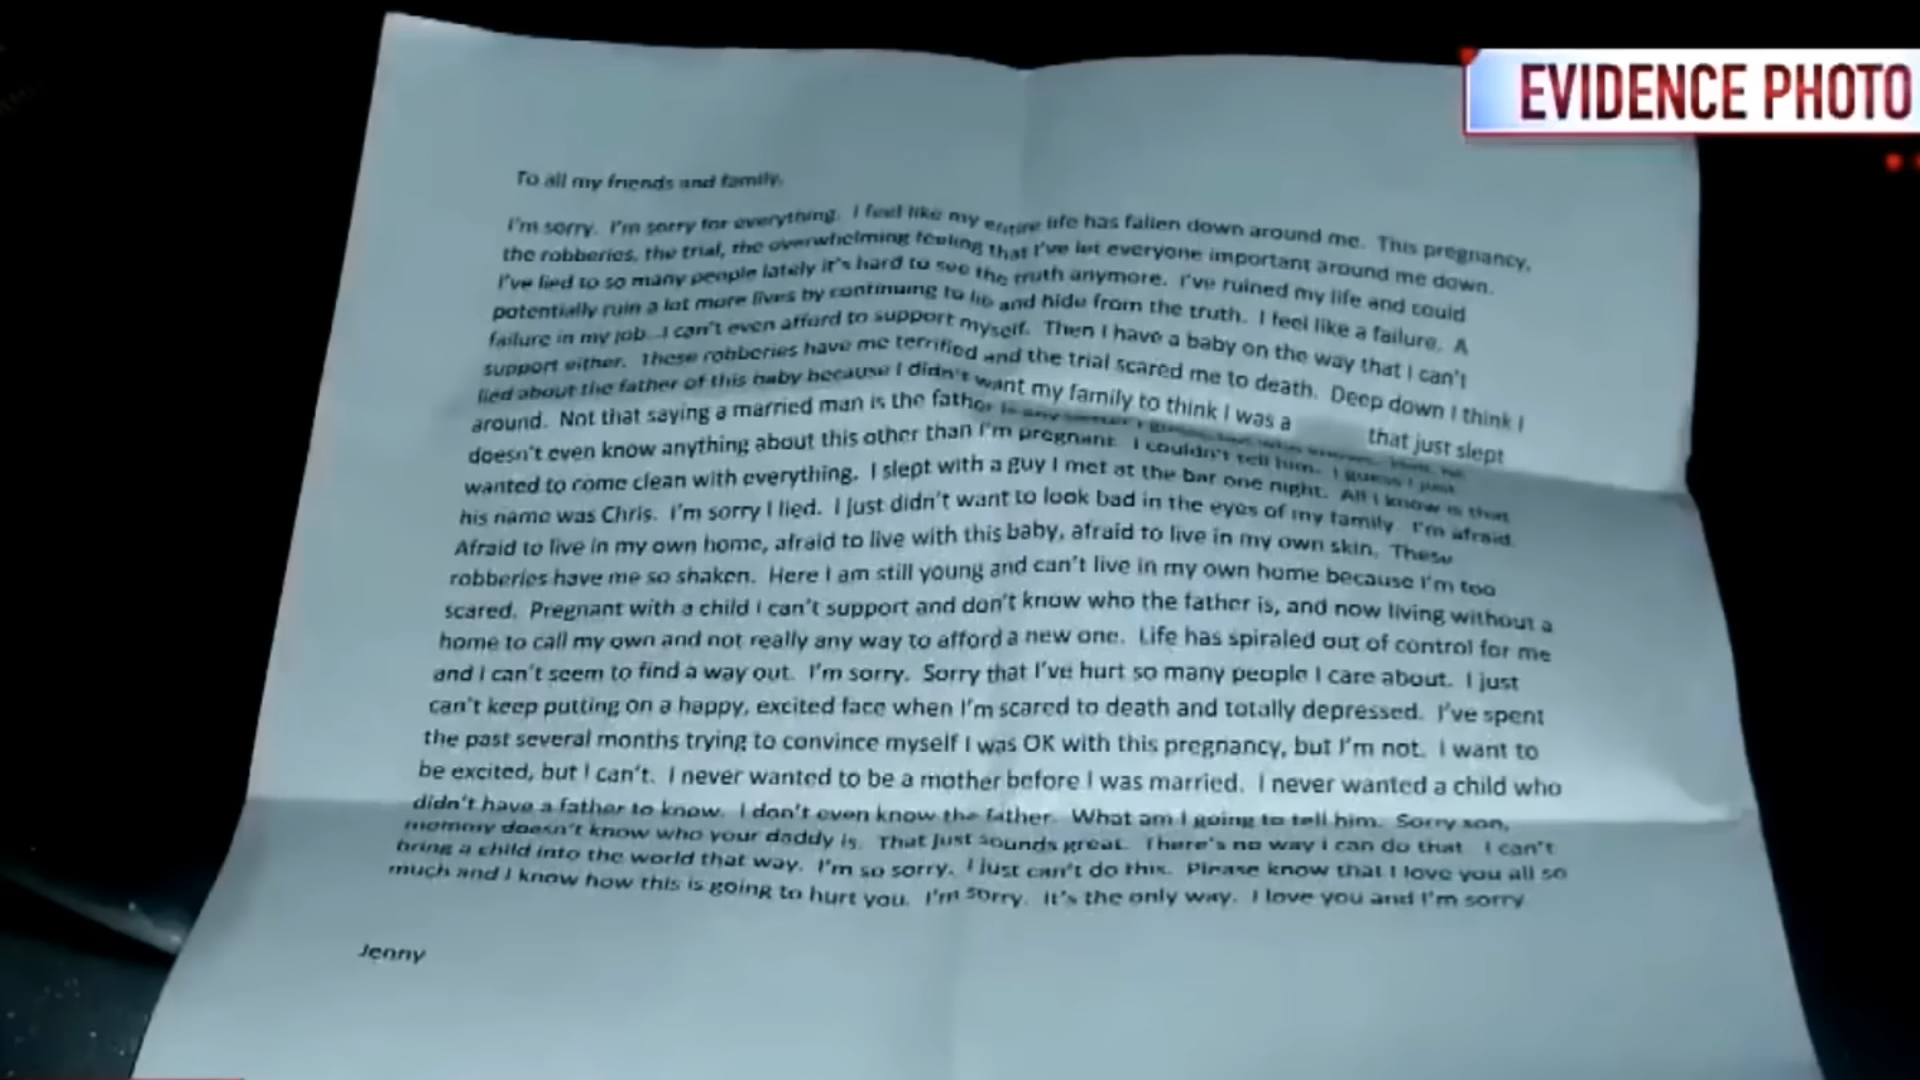 EVIDENCE PHOTO
To all my friends and family,
I'm sorry. I'm sorry for everything. I feel like my entire life has fallen down around me. This pregnancy,
the robberies, the trial, the overwhelming feeling that I've let everyone important around me down.
I've lied to so many people lately it's hard to see the truth anymore. I've ruined my life and could
potentially ruin a lot more lives by continuing to lie and hide from the truth. I feel like a failure. A
failure in my job...I can't even afford to support myself. Then I have a baby on the way that I can't
support either. These robberies have me terrified and the trial scared me to death. Deep down I think I
lied about the father of this baby because I didn't want my family to think I was a that just slept
around. Not that saying a married man is the father is any better I guess, but who knows.
doesn't even know anything about this other than I'm pregnant. I couldn't tell him. I guess I just
wanted to come clean with everything. I slept with a guy I met at the bar one night. All I know is that
his name was Chris. I'm sorry I lied. I just didn't want to look bad in the eyes of my family. I'm afraid.
Afraid to live in my own home, afraid to live with this baby, afraid to live in my own skin. These
robberies have me so shaken. Here I am still young and can't live in my own home because I'm too
scared. Pregnant with a child I can't support and don't know who the father is, and now living without a
home to call my own and not really any way to afford a new one. Life has spiraled out of control for me
and I can't seem to find a way out. I'm sorry. Sorry that I've hurt so many people I care about. I just
can't keep putting on a happy, excited face when I'm scared to death and totally depressed. I've spent
the past several months trying to convince myself I was OK with this pregnancy, but I'm not. I want to
be excited, but I can't. I never wanted to be a mother before I was married. I never wanted a child who
didn't have a father to know. I don't even know the father. What am I going to tell him. Sorry son,
mommy doesn't know who your daddy is. That just sounds great. There's no way I can do that. I can't
bring a child into the world that way. I'm so sorry. I just can't do this. Please know that I love you all so
much and I know how this is going to hurt you. I'm sorry. It's the only way. I love you and I'm sorry
Jenny